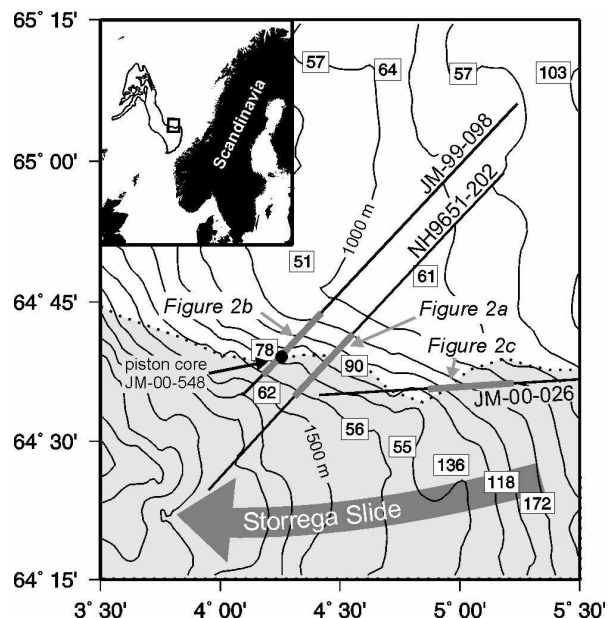 65° 15'
65° 00'
64° 45'
64° 30'
64° 15'
3° 30'
4° 00'
4° 30'
5° 00'
5° 30'
Scandinavia
57
64
57
103
JM-99-098
NH9651-202
1000 m
51
61
Figure 2b
Figure 2a
Figure 2c
78
piston core
JM-00-548
90
62
JM-00-026
56
1500 m
55
136
118
172
Storrega Slide